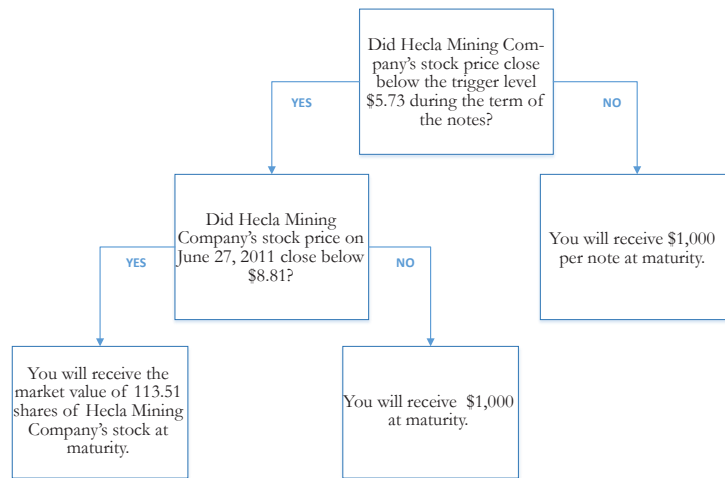 Did Hecla Mining Com-
pany's stock price close
below the trigger level
$5.73 during the term of
the notes?
YES
NO
Did Hecla Mining
Company's stock price on
June 27, 2011 close below
$8.81?
You will receive $1,000
per note at maturity.
YES
NO
You will receive the
market value of 113.51
shares of Hecla Mining
Company's stock at
maturity.
You will receive $1,000
at maturity.